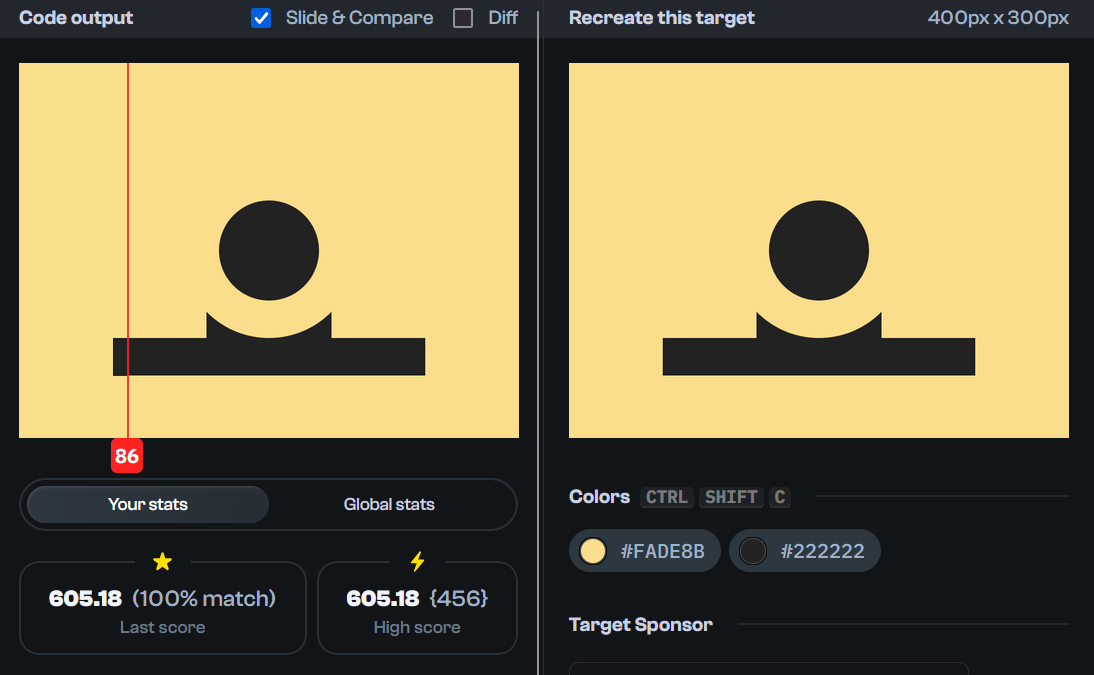 Code output
Slide & Compare
Diff
Recreate this target
400px x 300px
86
Your stats
Global stats
605.18 (100% match)
Last score
605.18 {456}
High score
Colors CTRL SHIFT C
#FADE8B
#222222
Target Sponsor